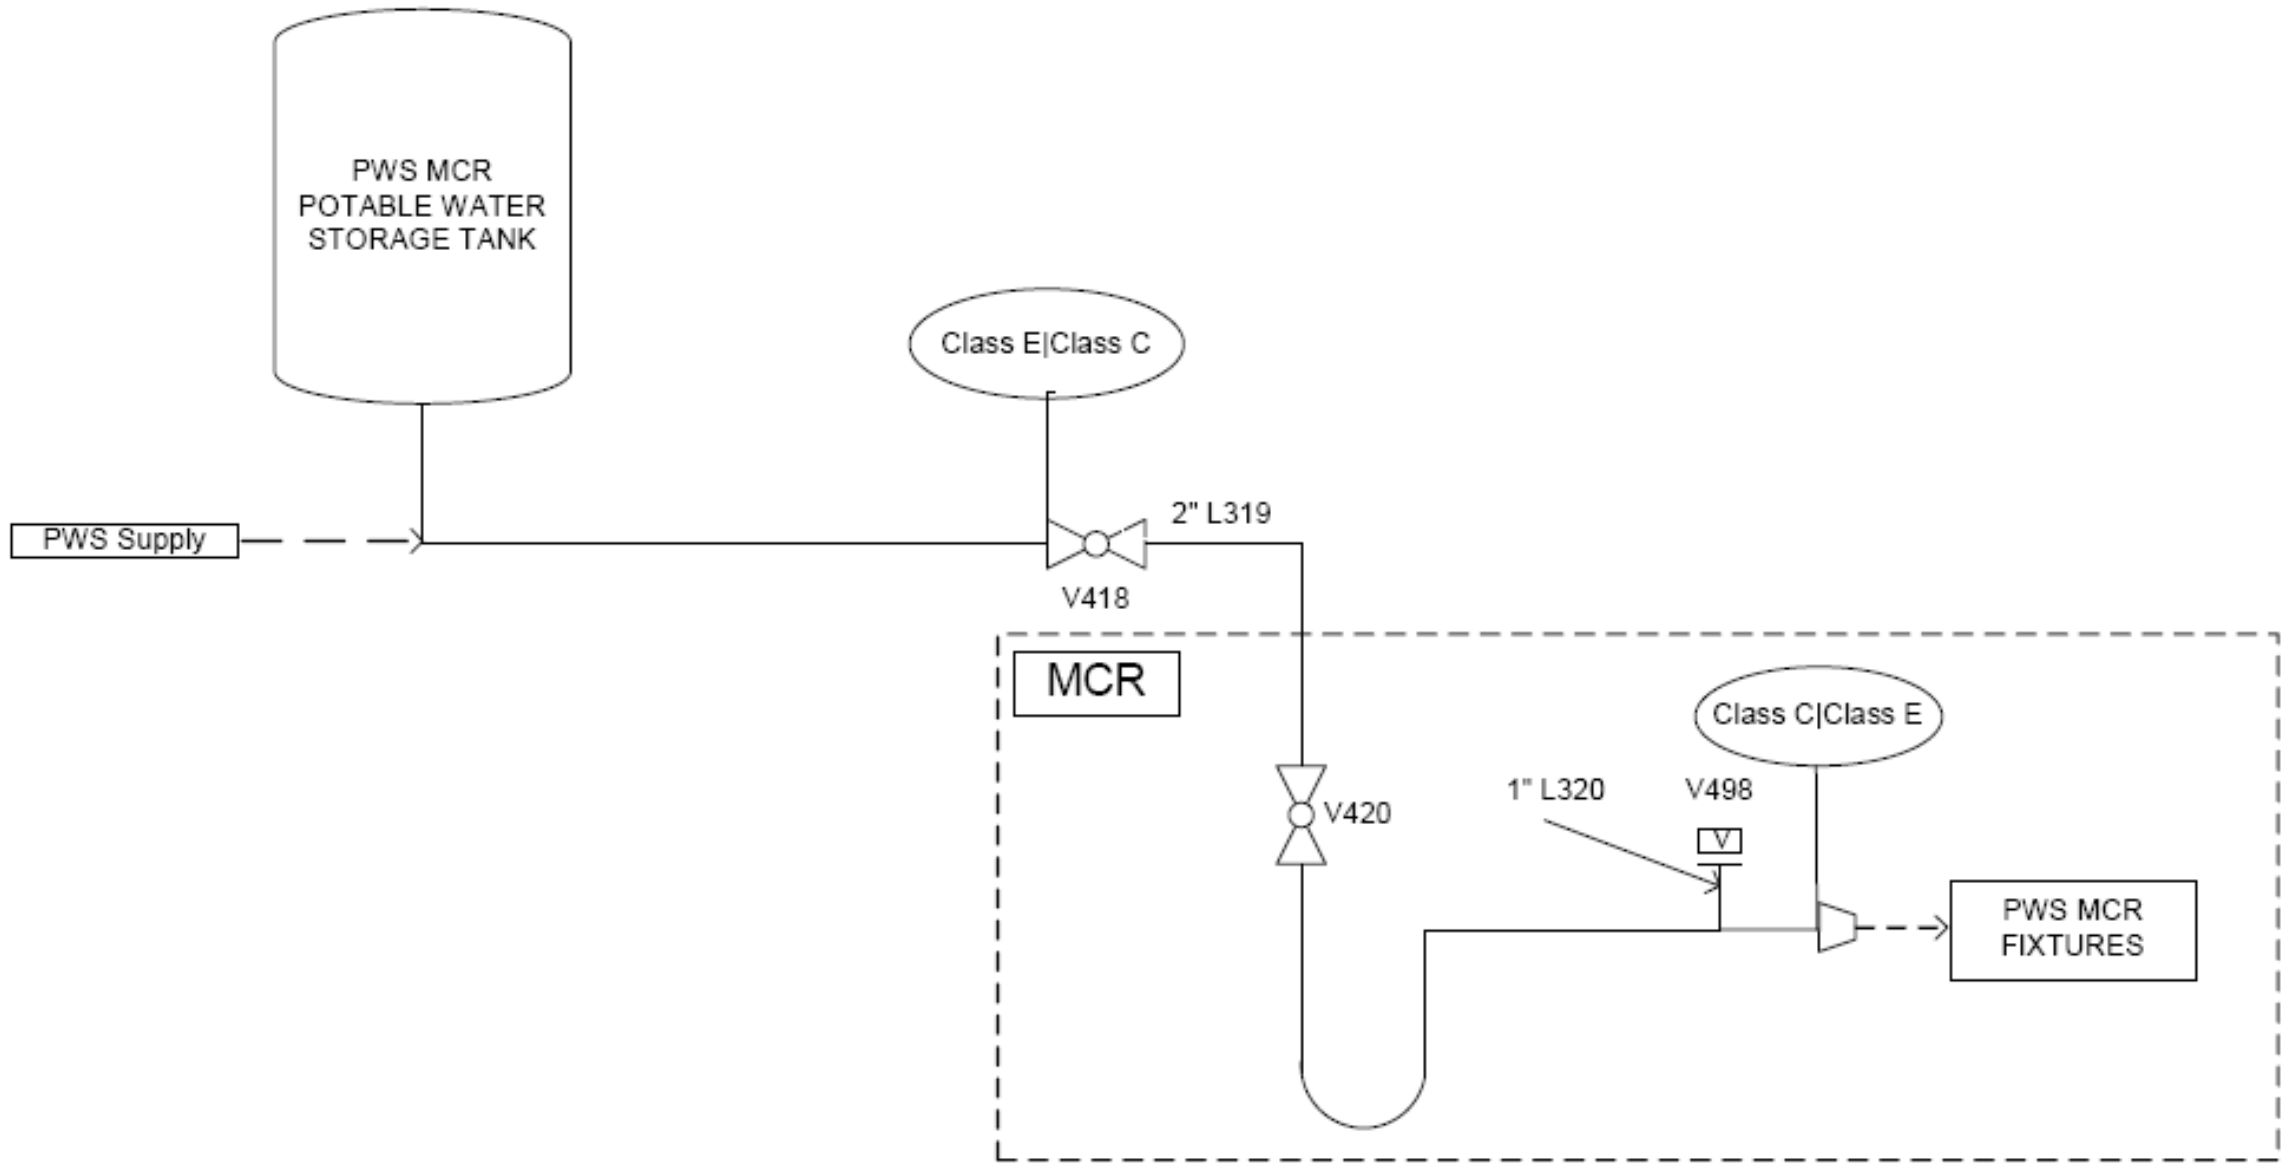 PWS MCR
POTABLE WATER
STORAGE TANK
Class E|Class C
PWS Supply
2" L319
V418
MCR
Class C|Class E
1" L320
V498
V420
V
PWS MCR
FIXTURES